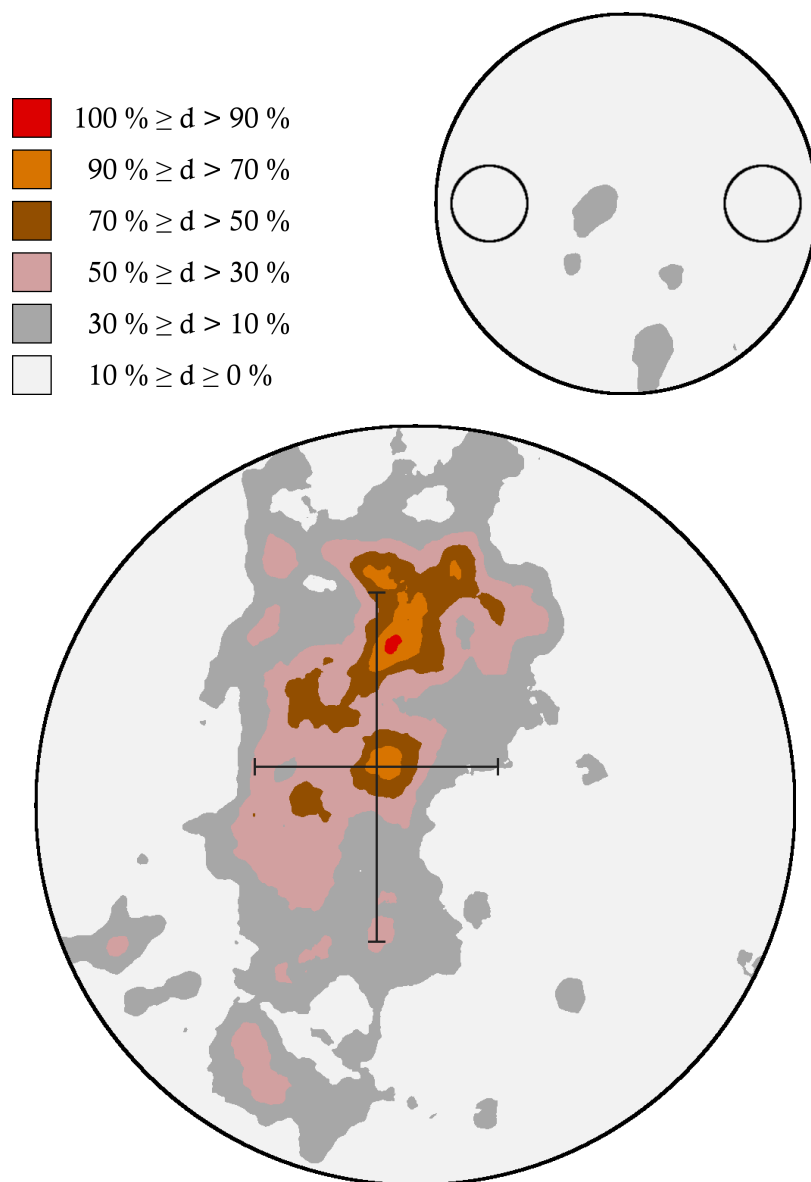 100 % ≥ d > 90 %
90 % ≥ d > 70 %
70 % ≥ d > 50 %
50 % ≥ d > 30 %
30 % ≥ d > 10 %
10 % ≥ d ≥ 0 %